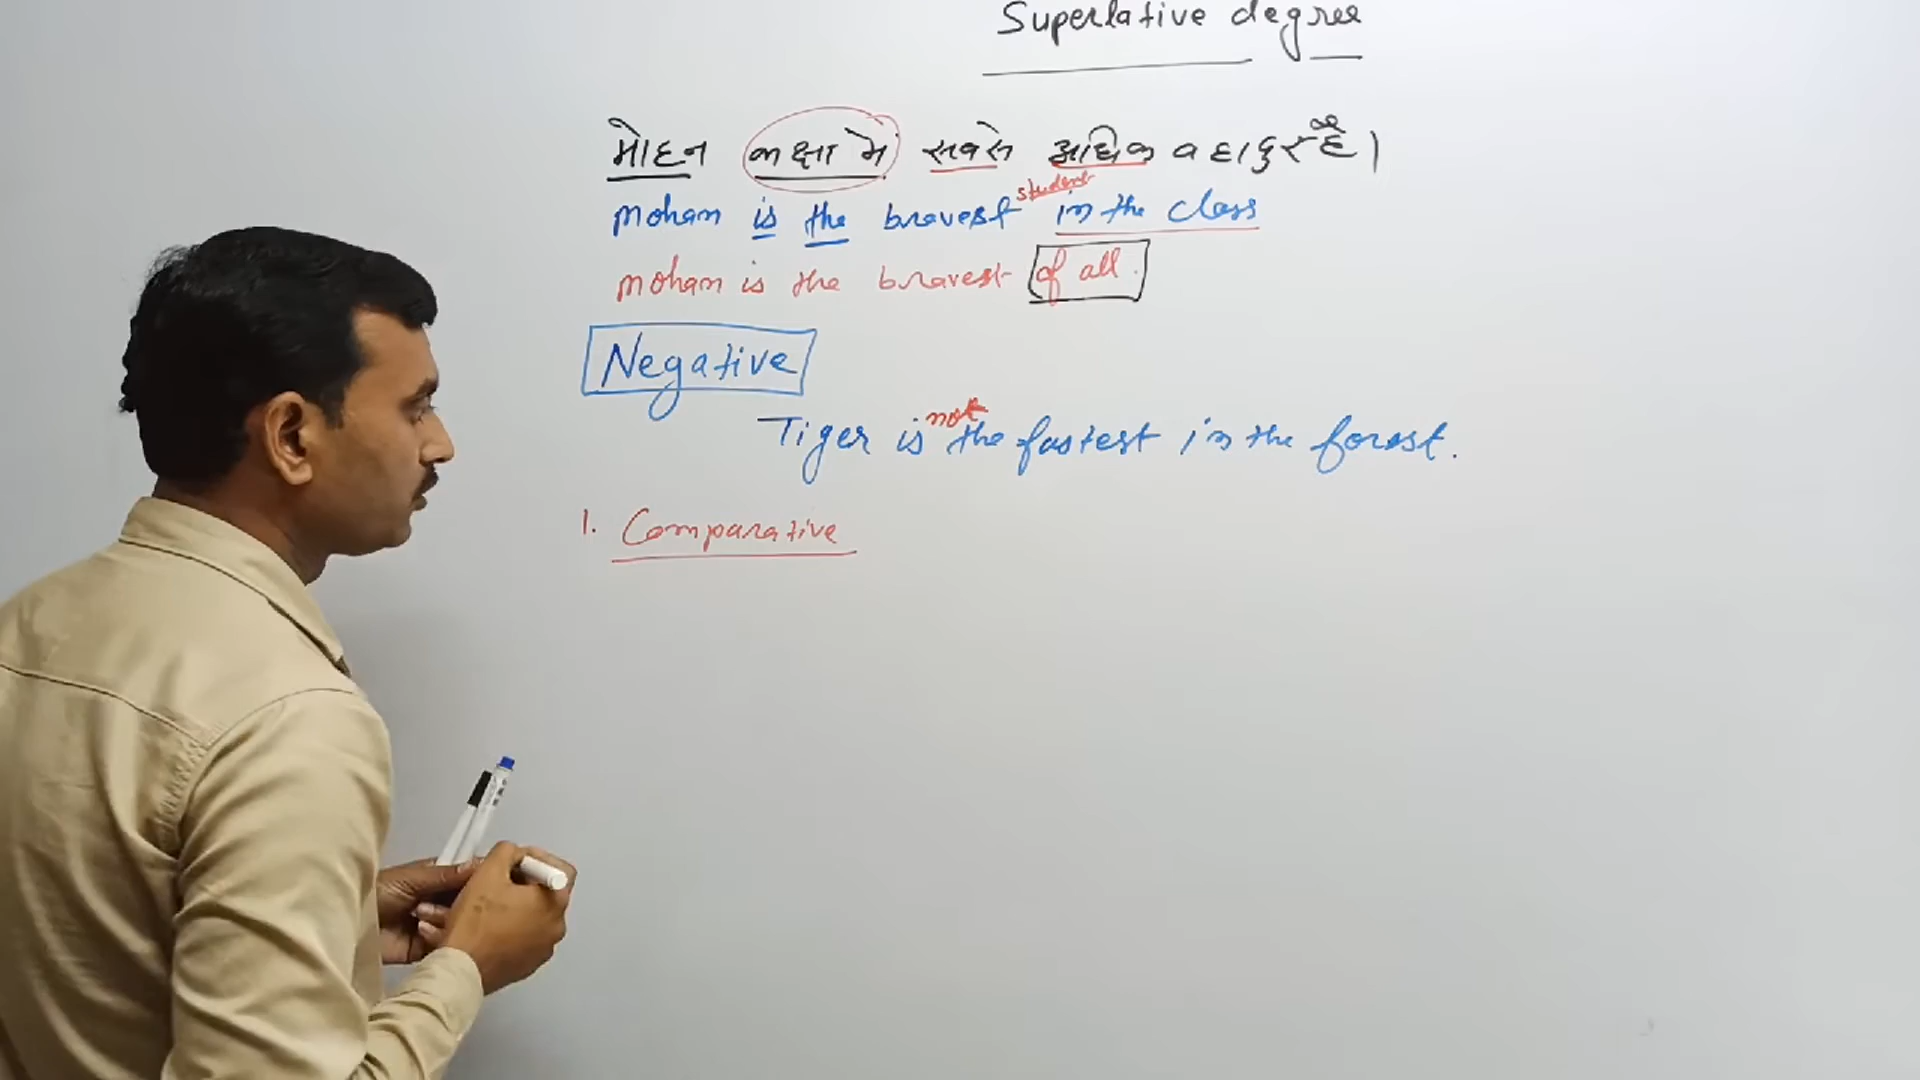 Superlative degree
मोहन कक्षा में सबसे अधिक बहादुर है।
Mohan is the bravest student in the class
Mohan is the bravest of all.
Negative
Tiger is not the fastest in the forest.
1. Comparative